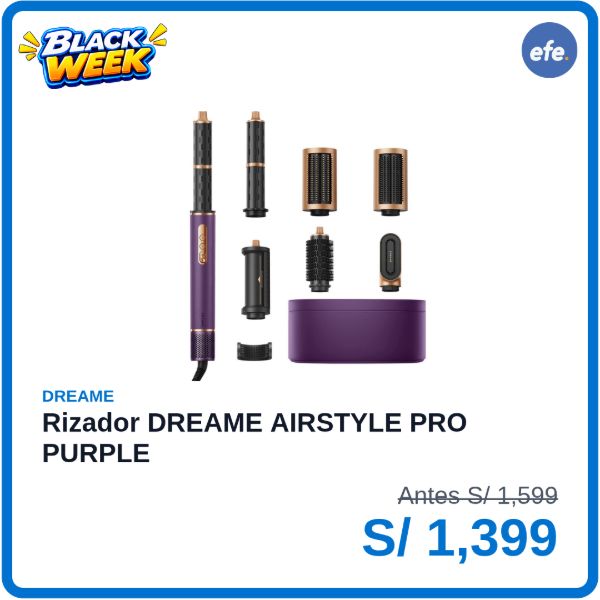 BLACK
WEEK
efe.
DREAME
Rizador DREAME AIRSTYLE PRO
PURPLE
Antes S/ 1,599
S/ 1,399